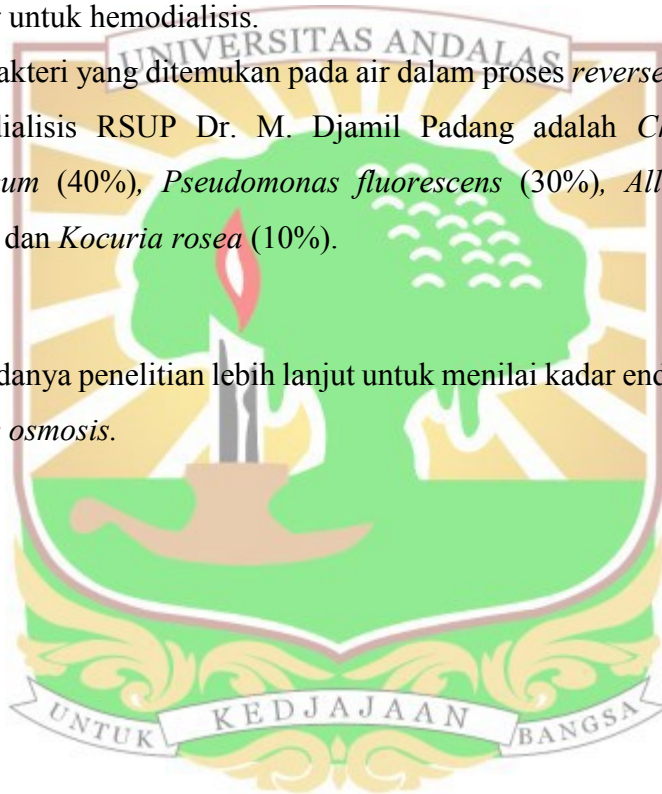 untuk hemodialisis.
UNIVERSITAS ANDALAS
akteri yang ditemukan pada air dalam proses reverse
dialisis RSUP Dr. M. Djamil Padang adalah Ch
um (40%), Pseudomonas fluorescens (30%), All
dan Kocuria rosea (10%).
danya penelitian lebih lanjut untuk menilai kadar end
osmosis.
UNTUK KEDJAJAAN BANGSA